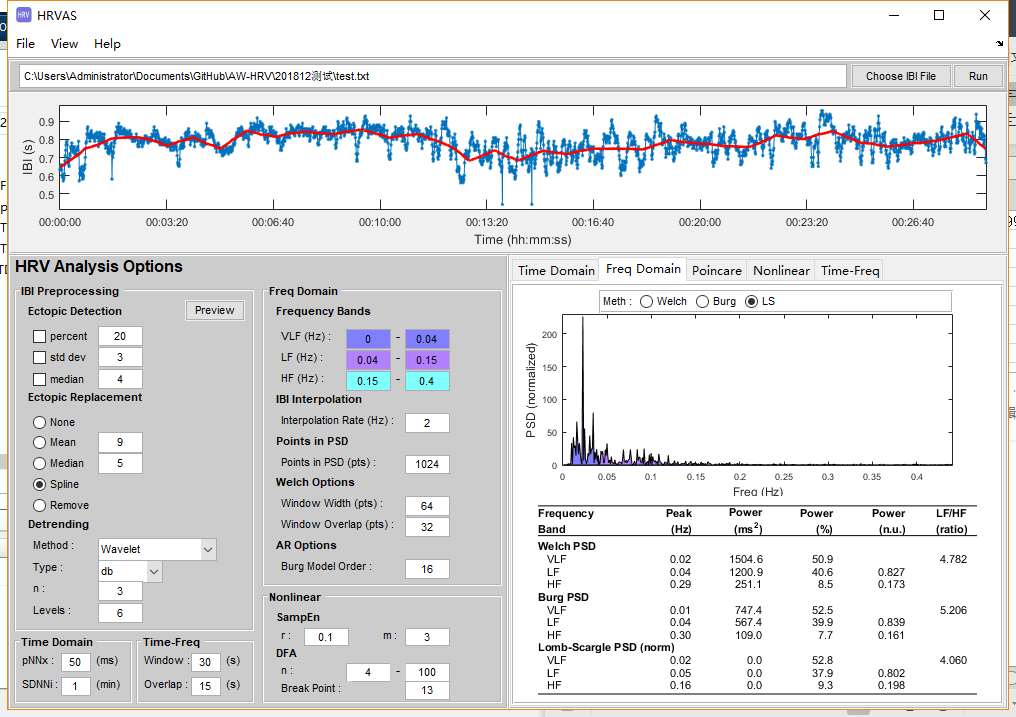 HRV HRVAS
File View Help
C:\Users\Administrator\Documents\GitHub\AW-HRV\201812测试\test.txt Choose IBI File Run
IBI (s)
0.9
0.8
0.7
0.6
0.5
00:00:00 00:03:20 00:06:40 00:10:00 00:13:20 00:16:40 00:20:00 00:23:20 00:26:40
Time (hh:mm:ss)
HRV Analysis Options
IBI Preprocessing
Ectopic Detection Preview
percent 20
std dev 3
median 4
Ectopic Replacement
None
Mean 9
Median 5
Spline
Remove
Detrending
Method : Wavelet
Type : db
n : 3
Levels : 6
Time Domain
pNNx : 50 (ms)
SDNNi : 1 (min)
Time-Freq
Window : 30 (s)
Overlap : 15 (s)
Freq Domain
Frequency Bands
VLF (Hz) : 0 - 0.04
LF (Hz) : 0.04 - 0.15
HF (Hz) : 0.15 - 0.4
IBI Interpolation
Interpolation Rate (Hz) : 2
Points in PSD
Points in PSD (pts) : 1024
Welch Options
Window Width (pts) : 64
Window Overlap (pts) : 32
AR Options
Burg Model Order : 16
Nonlinear
SampEn
r : 0.1 m : 3
DFA
n : 4 - 100
Break Point : 13
Time Domain Freq Domain Poincare Nonlinear Time-Freq
Meth : Welch Burg LS
PSD (normalized)
200
150
100
50
0
0 0.05 0.1 0.15 0.2 0.25 0.3 0.35 0.4
Freq (Hz)
Frequency Peak Power Power Power LF/HF
Band (Hz) (ms²) (%) (n.u.) (ratio)
Welch PSD
VLF 0.02 1504.6 50.9 4.782
LF 0.04 1200.9 40.6 0.827
HF 0.29 251.1 8.5 0.173
Burg PSD
VLF 0.01 747.4 52.5 5.206
LF 0.04 567.4 39.9 0.839
HF 0.30 109.0 7.7 0.161
Lomb-Scargle PSD (norm)
VLF 0.02 0.0 52.8 4.060
LF 0.05 0.0 37.9 0.802
HF 0.16 0.0 9.3 0.198